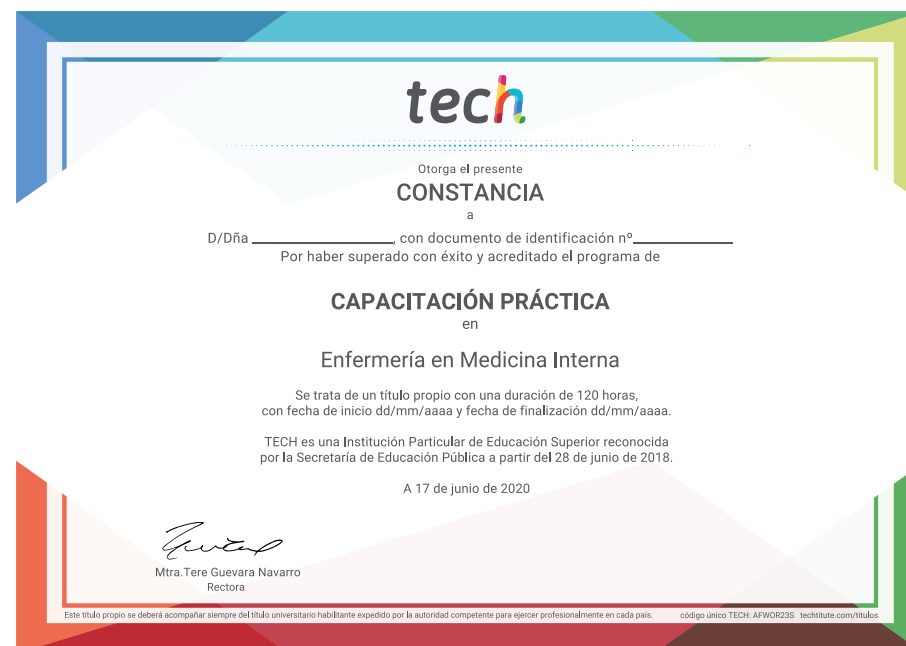 tech
Otorga el presente
CONSTANCIA
a
D/Dña ____________________, con documento de identificación nº______________
Por haber superado con éxito y acreditado el programa de
CAPACITACIÓN PRÁCTICA
en
Enfermería en Medicina Interna
Se trata de un título propio con una duración de 120 horas,
con fecha de inicio dd/mm/aaaa y fecha de finalización dd/mm/aaaa.
TECH es una Institución Particular de Educación Superior reconocida
por la Secretaría de Educación Pública a partir del 28 de junio de 2018.
A 17 de junio de 2020
Mtra.Tere Guevara Navarro
Rectora
Este título propio se deberá acompañar siempre del título universitario habilitante expedido por la autoridad competente para ejercer profesionalmente en cada país. código único TECH: AFWOR23S techtitute.com/titulos